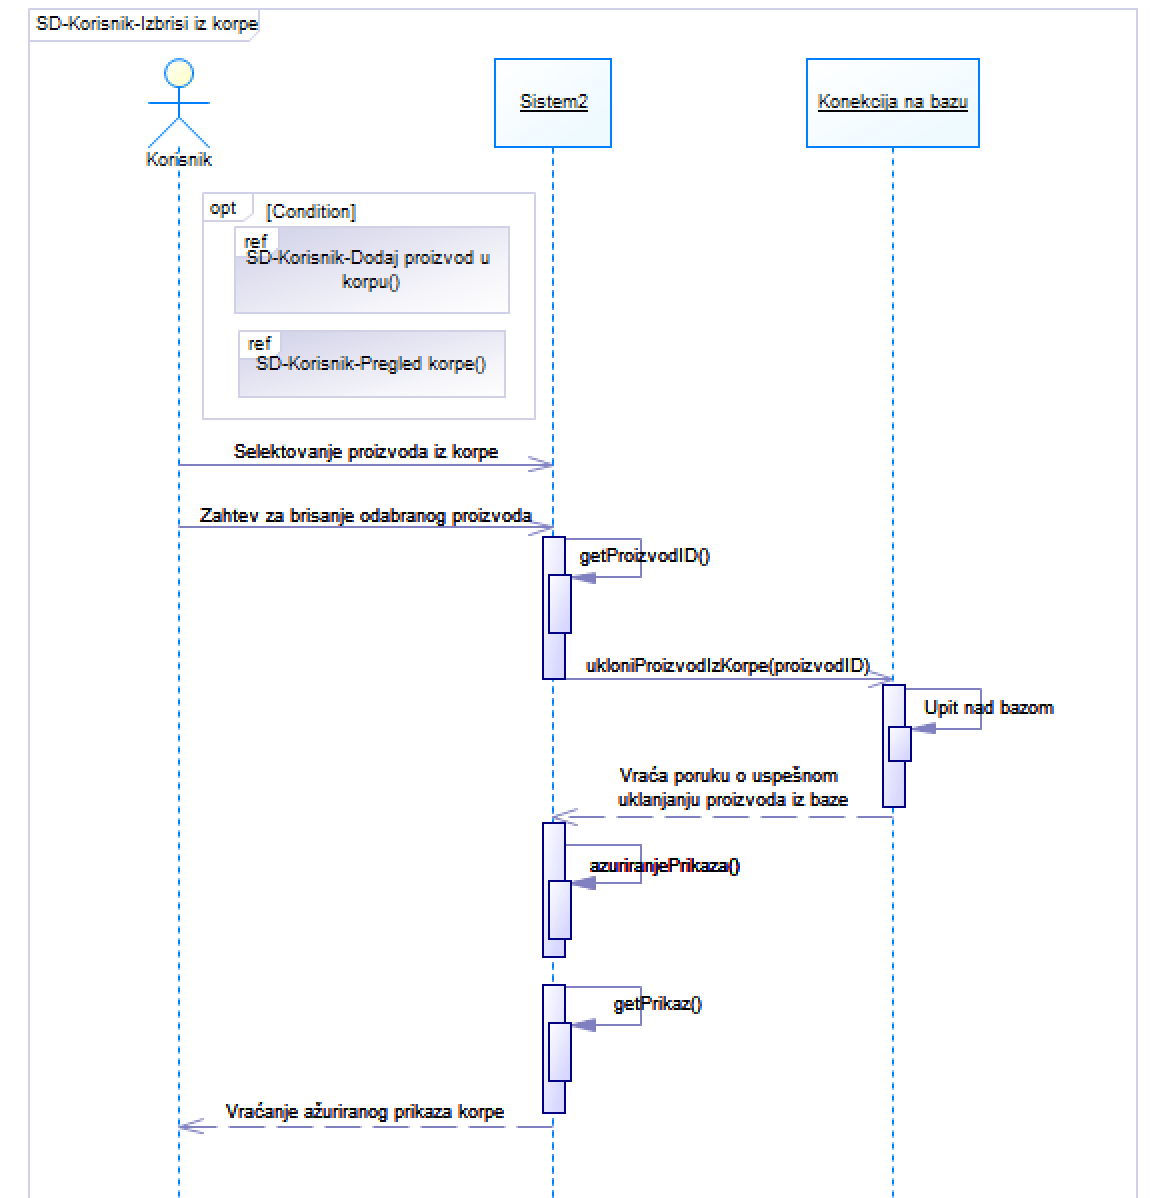 SD-Korisnik-Izbrisi iz korpe
Korisnik
Sistem2
Konekcija na bazu
opt
[Condition]
ref
SD-Korisnik-Dodaj proizvod u
korpu()
ref
SD-Korisnik-Pregled korpe()
Selektovanje proizvoda iz korpe
Zahtev za brisanje odabranog proizvoda
getProizvodID()
ukloniProizvodIzKorpe(proizvodID)
Upit nad bazom
Vraća poruku o uspešnom
uklanjanju proizvoda iz baze
azuriranjePrikaza()
getPrikaz()
Vraćanje ažuriranog prikaza korpe